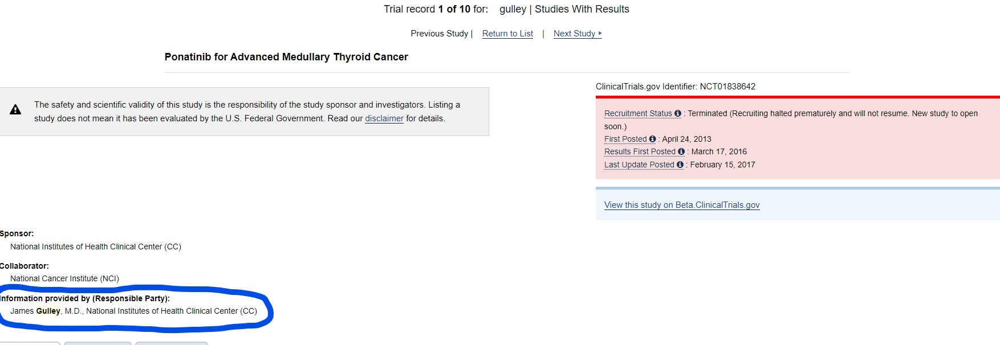 Trial record 1 of 10 for: gulley | Studies With Results
Previous Study | Return to List | Next Study
Ponatinib for Advanced Medullary Thyroid Cancer
The safety and scientific validity of this study is the responsibility of the study sponsor and investigators. Listing a
study does not mean it has been evaluated by the U.S. Federal Government. Read our disclaimer for details.
ClinicalTrials.gov Identifier: NCT01838642
Recruitment Status : Terminated (Recruiting halted prematurely and will not resume. New study to open
soon.)
First Posted : April 24, 2013
Results First Posted : March 17, 2016
Last Update Posted : February 15, 2017
View this study on Beta.ClinicalTrials.gov
Sponsor:
National Institutes of Health Clinical Center (CC)
Collaborator:
National Cancer Institute (NCI)
Information provided by (Responsible Party):
James Gulley, M.D., National Institutes of Health Clinical Center (CC)